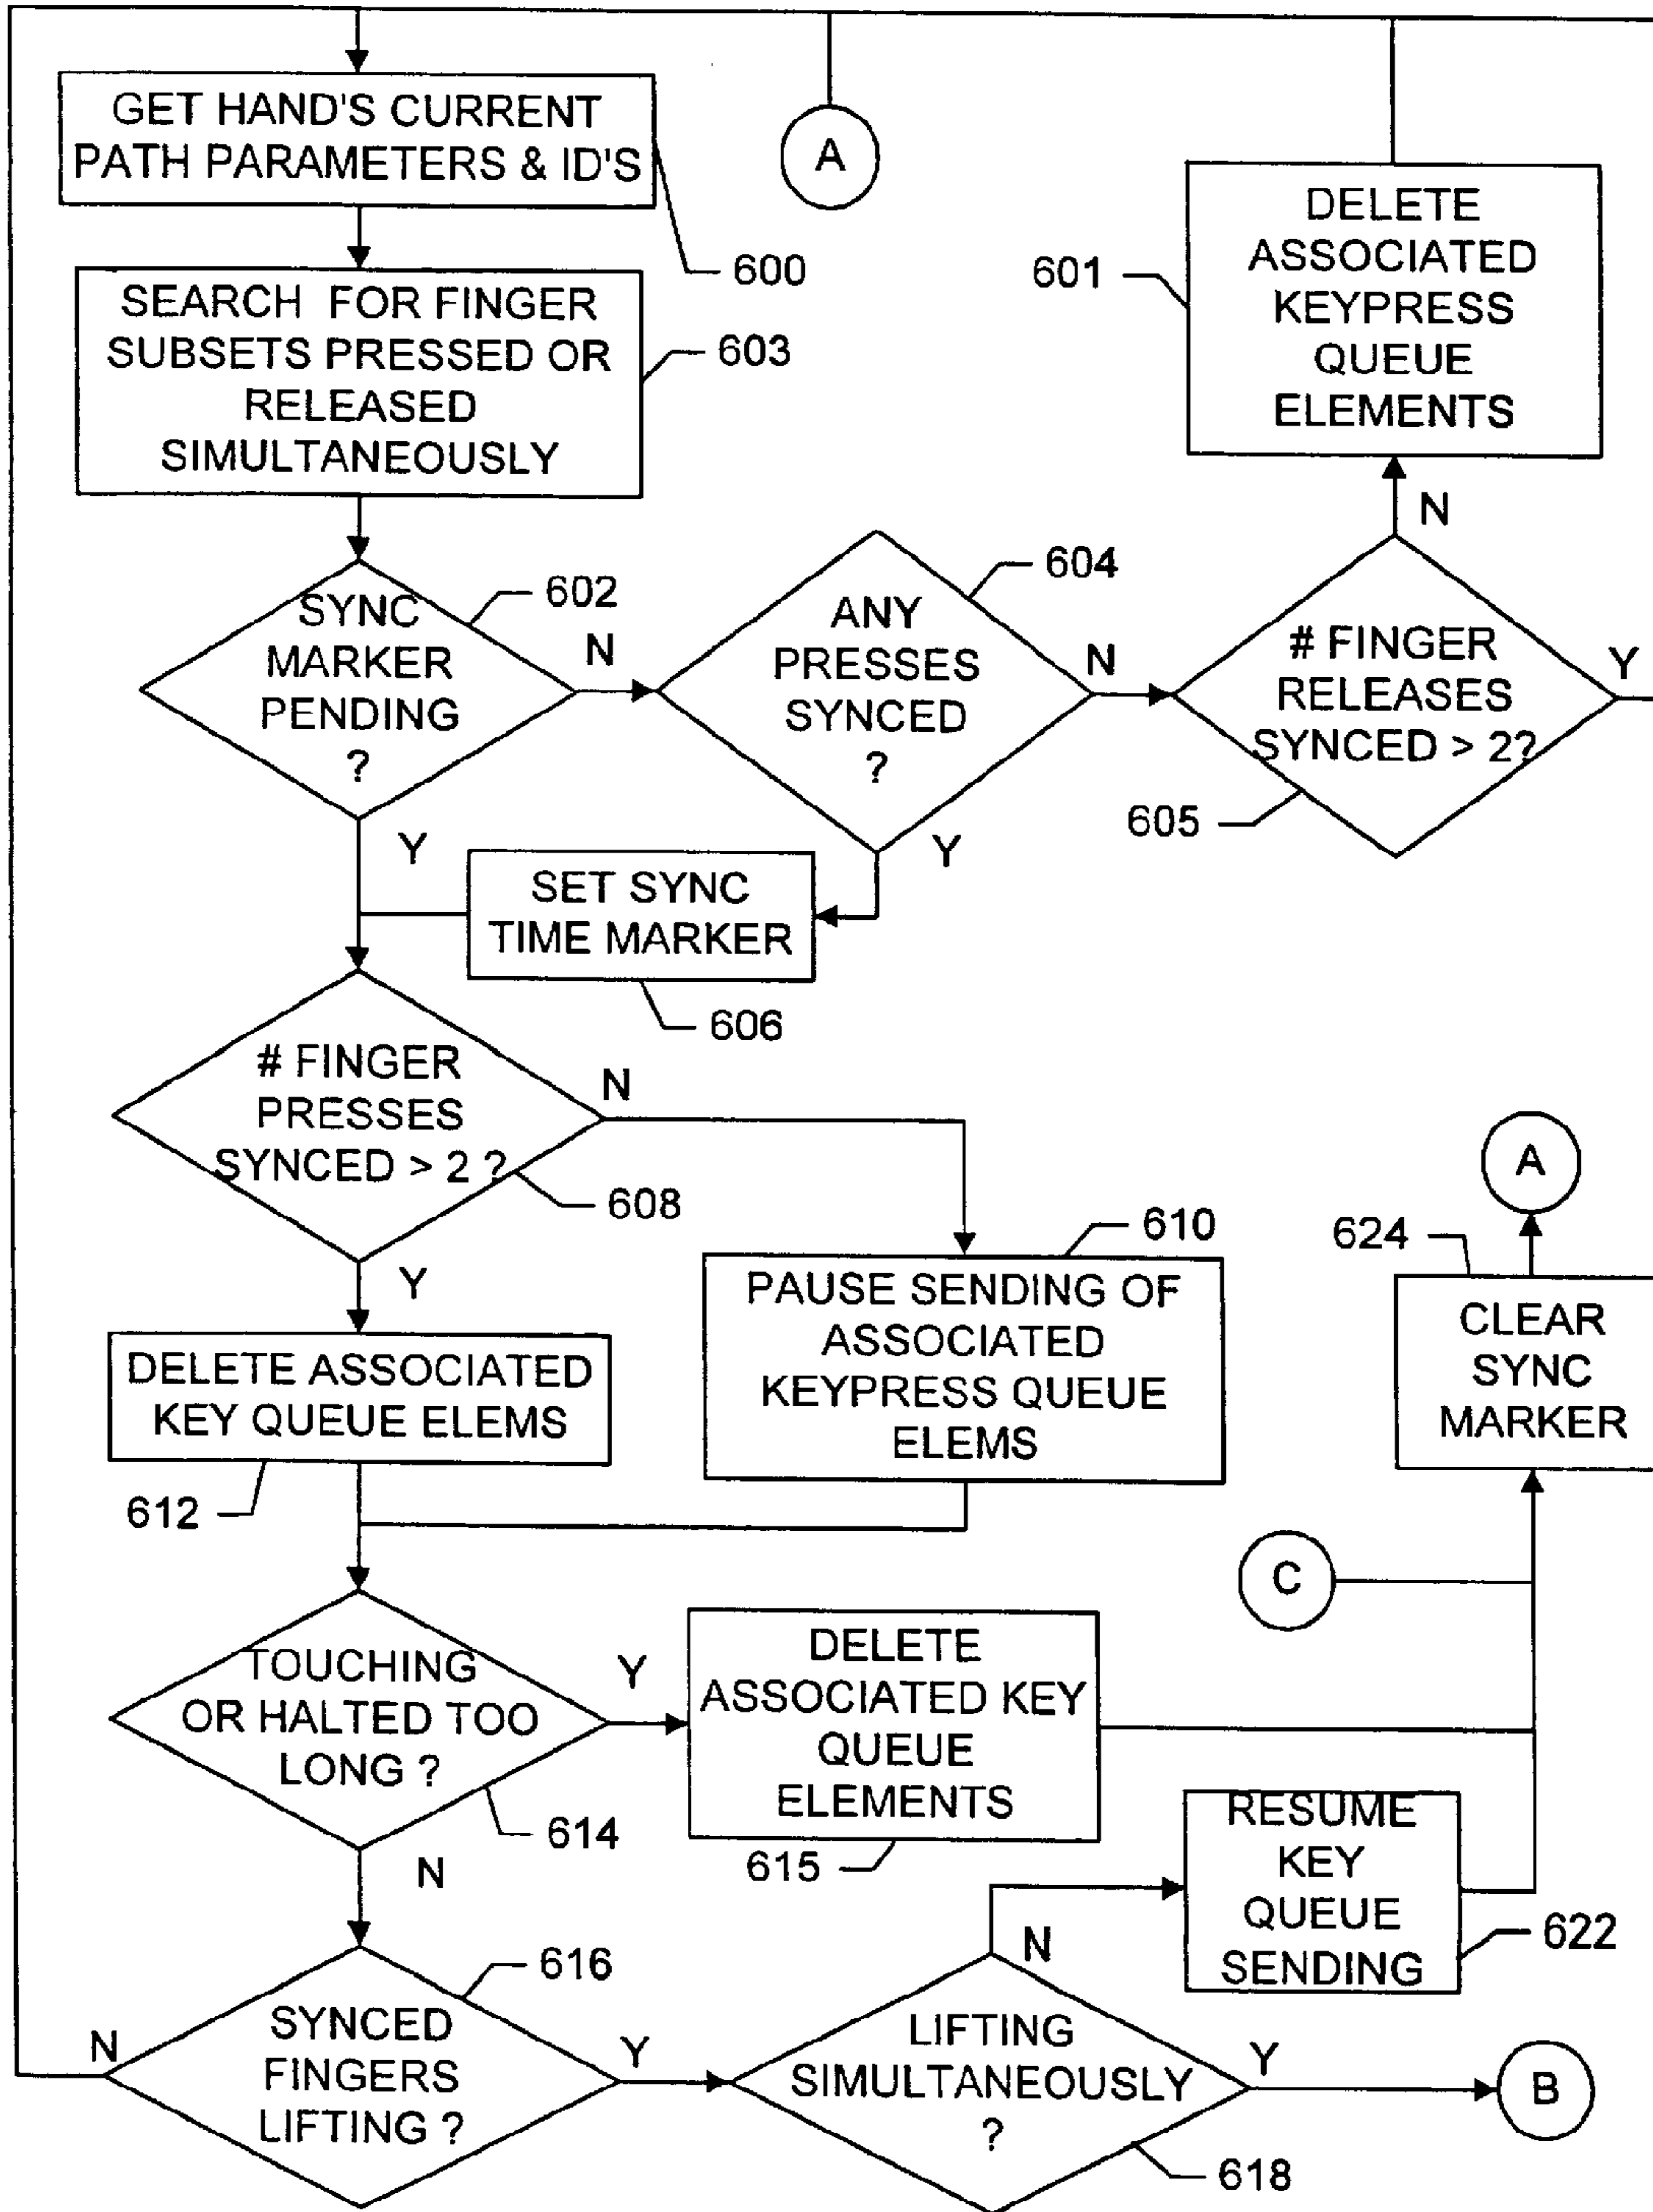 GET HAND'S CURRENT
PATH PARAMETERS & ID'S
600
A
DELETE
ASSOCIATED
KEYPRESS
QUEUE
ELEMENTS
601
SEARCH FOR FINGER
SUBSETS PRESSED OR
RELEASED
SIMULTANEOUSLY
603
SYNC
MARKER
PENDING
?
602
N
Y
ANY
PRESSES
SYNCED
?
604
N
Y
# FINGER
RELEASES
SYNCED > 2?
605
N
Y
SET SYNC
TIME MARKER
606
# FINGER
PRESSES
SYNCED > 2 ?
608
N
Y
PAUSE SENDING OF
ASSOCIATED
KEYPRESS QUEUE
ELEMS
610
A
624
CLEAR
SYNC
MARKER
DELETE ASSOCIATED
KEY QUEUE ELEMS
612
C
TOUCHING
OR HALTED TOO
LONG ?
614
Y
N
DELETE
ASSOCIATED KEY
QUEUE
ELEMENTS
615
RESUME
KEY
QUEUE
SENDING
622
SYNCED
FINGERS
LIFTING ?
616
N
Y
LIFTING
SIMULTANEOUSLY
?
618
N
Y
B